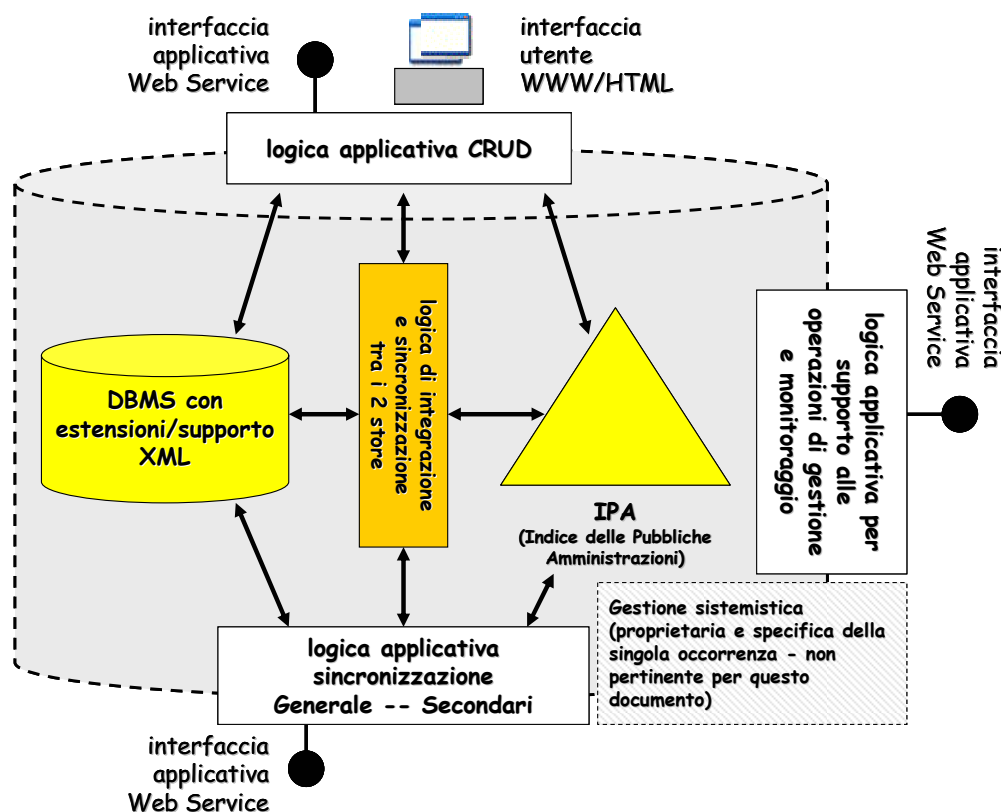 interfaccia
applicativa
Web Service
interfaccia
utente
WWW/HTML
logica applicativa CRUD
logica di integrazione
e sincronizzazione
tra i 2 store
DBMS con
estensioni/supporto
XML
IPA
(Indice delle Pubbliche
Amministrazioni)
logica applicativa per
supporto alle
operazioni di gestione
e monitoraggio
interfaccia
applicativa
Web Service
Gestione sistemistica
(proprietaria e specifica della
singola occorrenza - non
pertinente per questo
documento)
logica applicativa
sincronizzazione
Generale -- Secondari
interfaccia
applicativa
Web Service